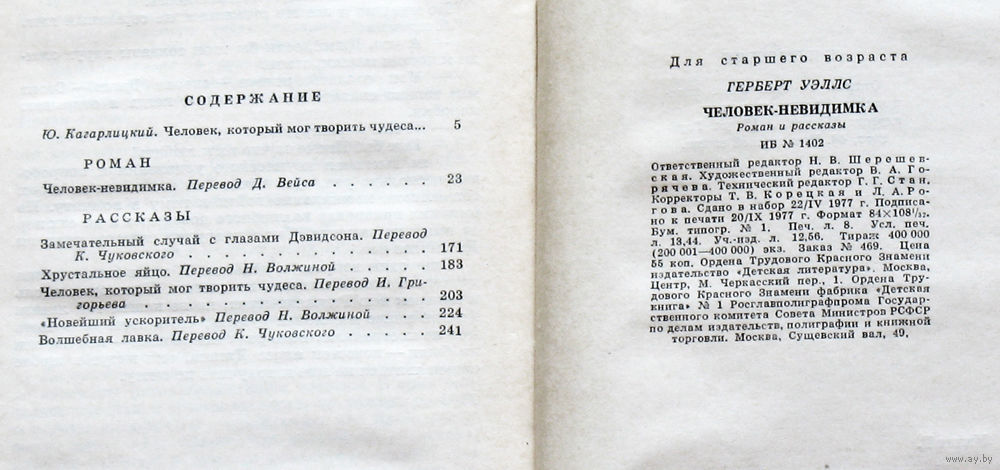 СОДЕРЖАНИЕ
Ю. Кагарлицкий. Человек, который мог творить чудеса... 5
РОМАН
Человек-невидимка. Перевод Д. Вейса . . . . . . 23
РАССКАЗЫ
Замечательный случай с глазами Дэвидсона. Перевод
К. Чуковского . . . . . . . . . . . . . 171
Хрустальное яйцо. Перевод Н. Волжиной . . . . . 183
Человек, который мог творить чудеса. Перевод И. Гри-
горьева . . . . . . . . . . . . . . . 203
«Новейший ускоритель» Перевод Н. Волжиной . . . . 224
Волшебная лавка. Перевод К. Чуковского . . . . . 241
Для старшего возраста
ГЕРБЕРТ УЭЛЛС
ЧЕЛОВЕК-НЕВИДИМКА
Роман и рассказы
ИБ № 1402
Ответственный редактор Н. В. Шерешев-
ская. Художественный редактор В. А. Го-
рячева. Технический редактор Г. Г. Стан.
Корректоры Т. В. Корецкая и Л. А. Ро-
гова. Сдано в набор 22/IV 1977 г. Подписа-
но к печати 20/IX 1977 г. Формат 84×108¹/₃₂.
Бум. типогр. № 1. Печ. л. 8. Усл. печ.
л. 13,44. Уч.-изд. л. 12,56. Тираж 400 000
(200 001—400 000) экз. Заказ № 469. Цена
55 коп. Ордена Трудового Красного Знамени
издательство «Детская литература». Москва,
Центр, М. Черкасский пер., 1. Ордена Тру-
дового Красного Знамени фабрика «Детская
книга» № 1 Росглавполиграфпрома Государ-
ственного комитета Совета Министров РСФСР
по делам издательств, полиграфии и книжной
торговли. Москва, Сущевский вал, 49,
www.ay.by